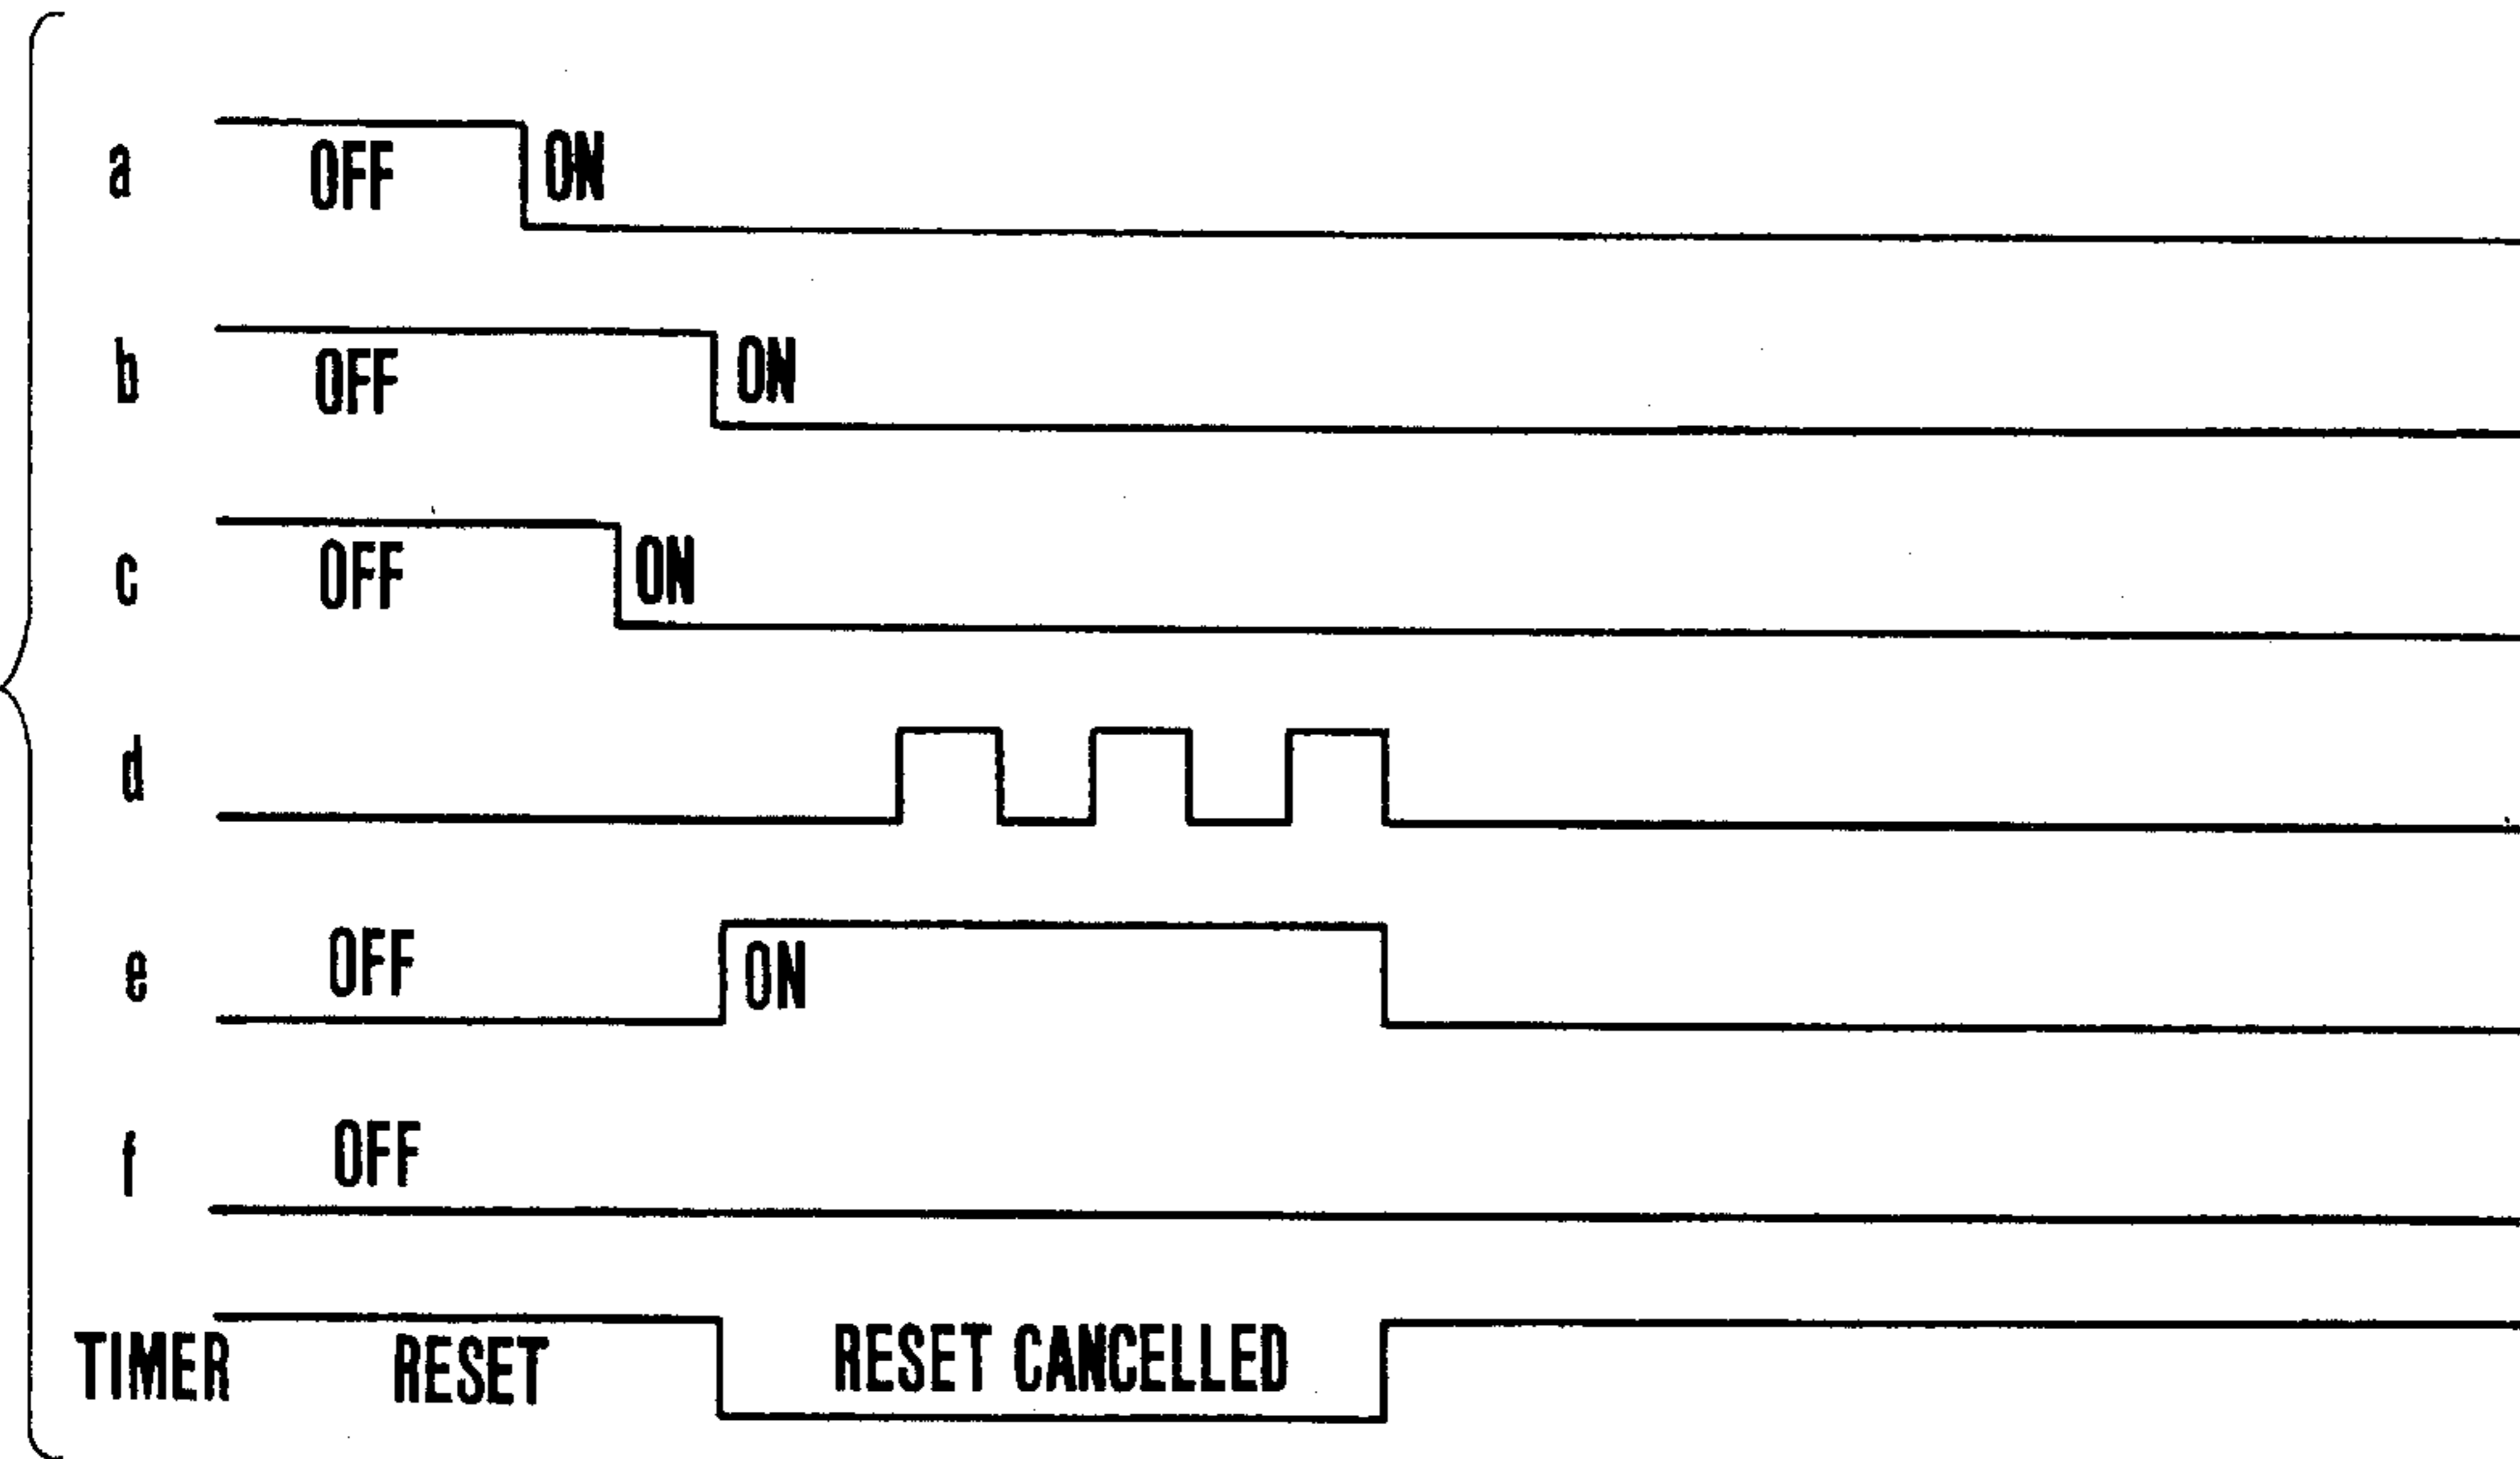 a OFF ON
b OFF ON
c OFF ON
d
e OFF ON
f OFF
TIMER RESET RESET CANCELLED